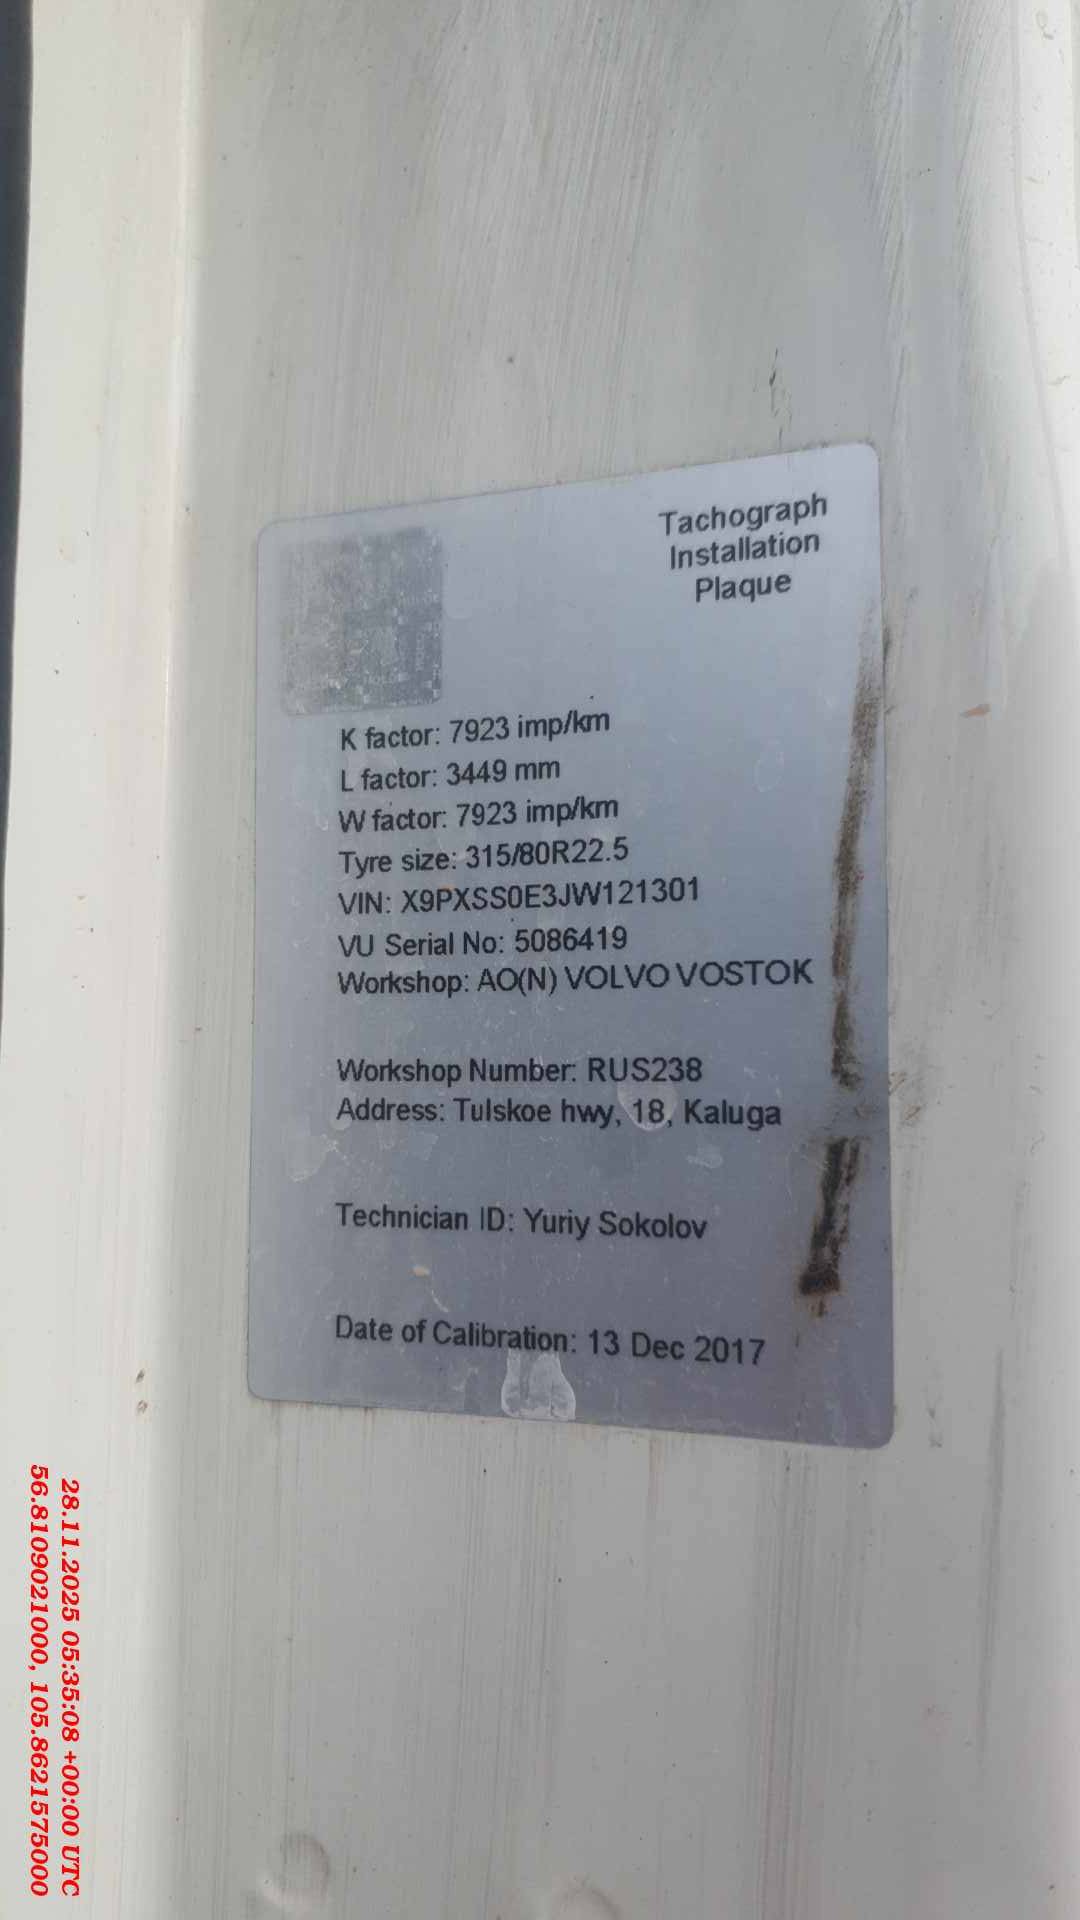 Tachograph
Installation
Plaque
K factor: 7923 imp/km
L factor: 3449 mm
W factor: 7923 imp/km
Tyre size: 315/80R22.5
VIN: X9PXSS0E3JW121301
VU Serial No: 5086419
Workshop: AO(N) VOLVO VOSTOK
Workshop Number: RUS238
Address: Tulskoe hwy, 18, Kaluga
Technician ID: Yuriy Sokolov
Date of Calibration: 13 Dec 2017
28.11.2025 05:35:08 +00:00 UTC
56.8109021000, 105.8621575000